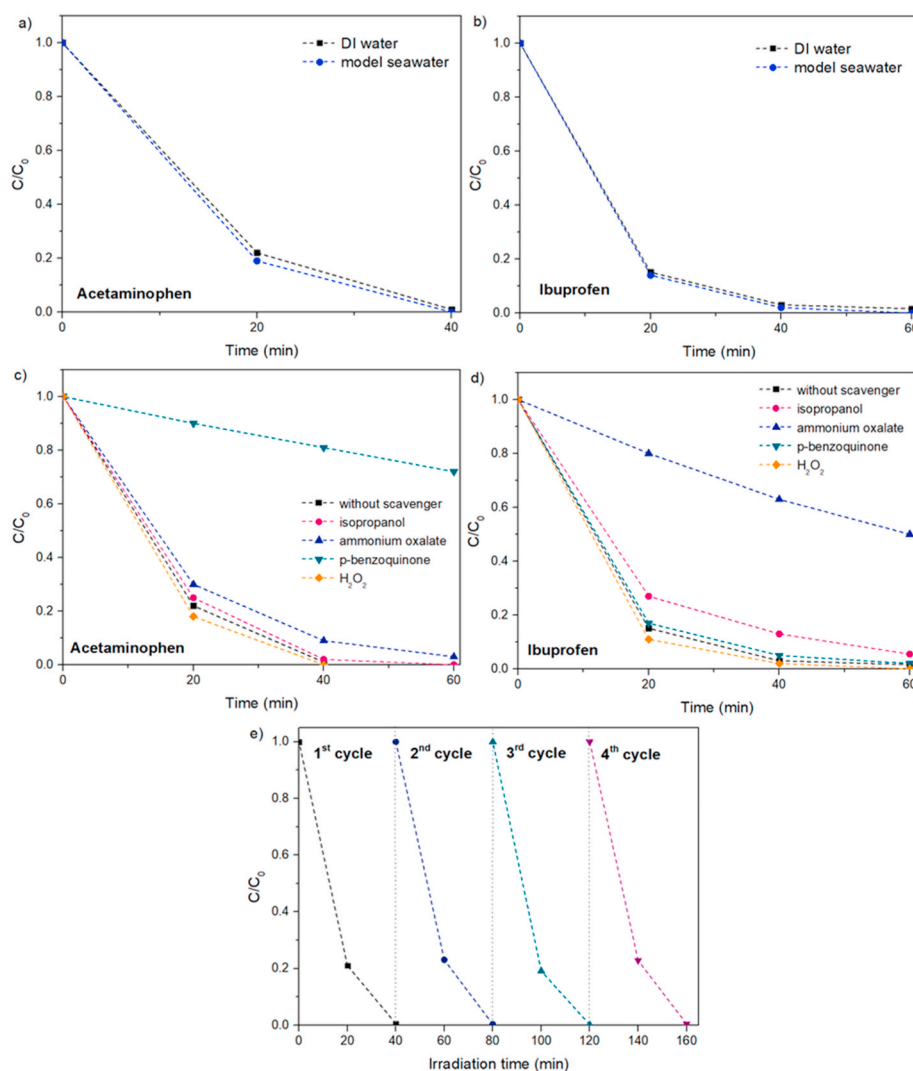 a)
1.0
0.8
0.6
0.4
0.2
0.0
C/C₀
DI water
model seawater
Acetaminophen
0
20
40
Time (min)
b)
1.0
0.8
0.6
0.4
0.2
0.0
C/C₀
DI water
model seawater
Ibuprofen
0
20
40
60
Time (min)
c)
1.0
0.8
0.6
0.4
0.2
0.0
C/C₀
without scavenger
isopropanol
ammonium oxalate
p-benzoquinone
H₂O₂
Acetaminophen
0
20
40
60
Time (min)
d)
1.0
0.8
0.6
0.4
0.2
0.0
C/C₀
without scavenger
isopropanol
ammonium oxalate
p-benzoquinone
H₂O₂
Ibuprofen
0
20
40
60
Time (min)
e)
1.0
0.8
0.6
0.4
0.2
0.0
C/C₀
1ˢᵗ cycle
2ⁿᵈ cycle
3ʳᵈ cycle
4ᵗʰ cycle
0
20
40
60
80
100
120
140
160
Irradiation time (min)